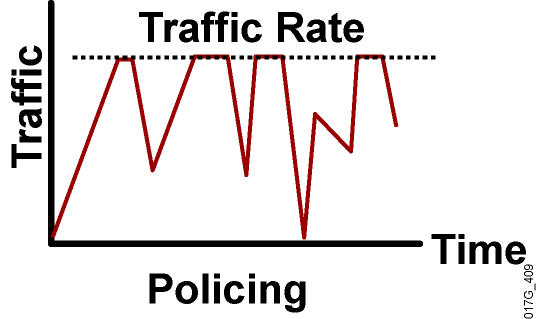 Traffic Rate
Traffic
Time
Policing
017G_409